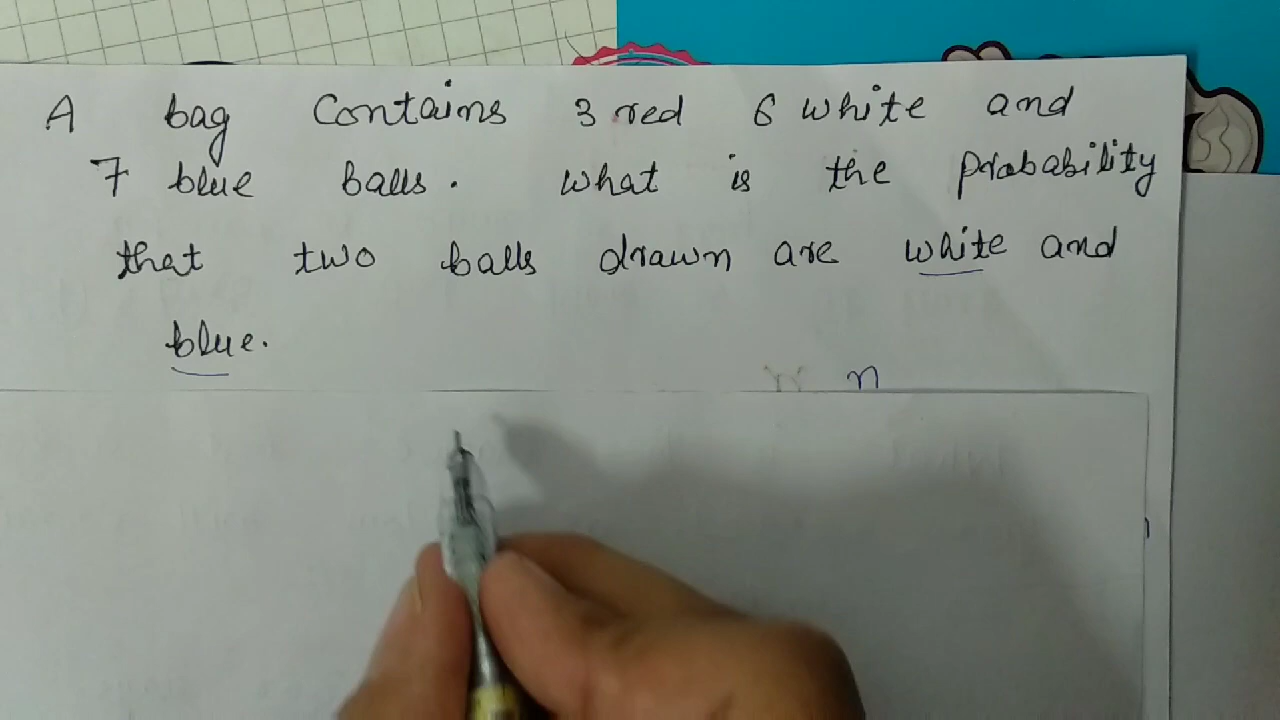 A bag Contains 3 red 6 white and
7 blue balls. what is the probability
that two balls drawn are white and
blue.
n